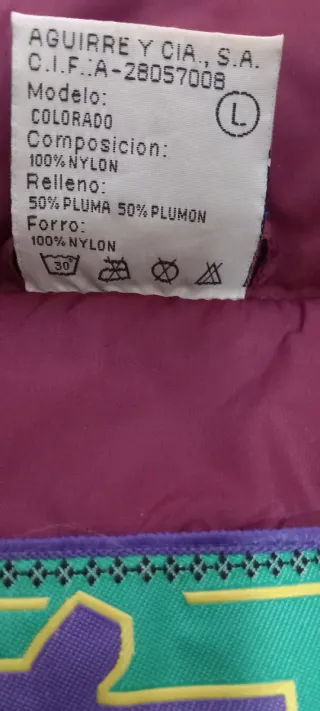 AGUIRRE Y CIA., S.A.
C.I.F.:A-28057008
Modelo:
COLORADO
L
Composicion:
100% NYLON
Relleno:
50% PLUMA 50% PLUMON
Forro:
100% NYLON
30°